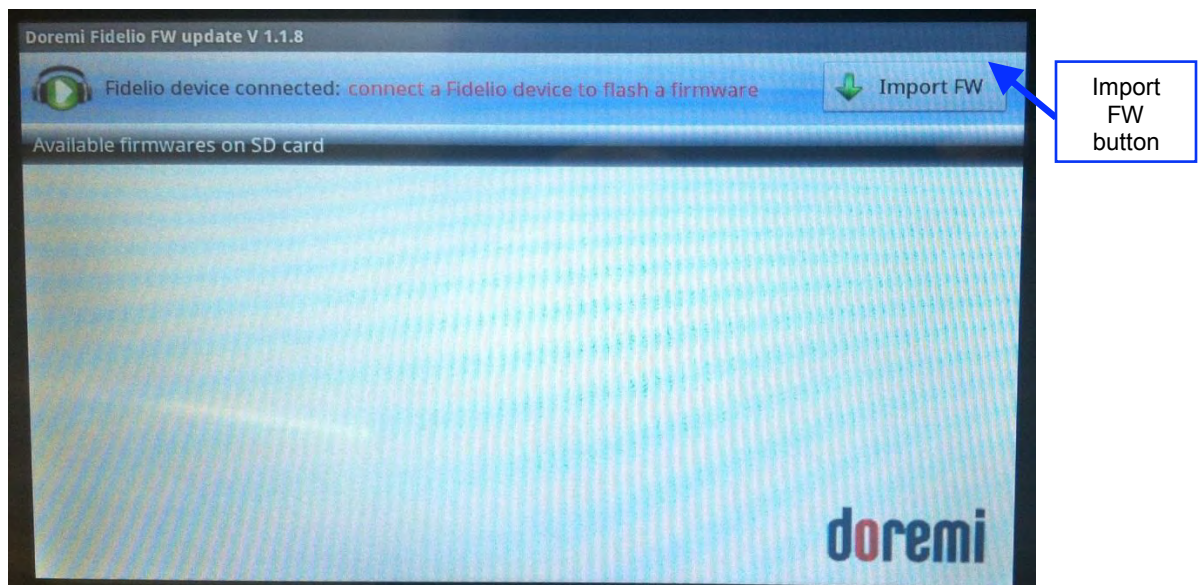 Doremi Fidelio FW update V 1.1.8
Fidelio device connected: connect a Fidelio device to flash a firmware
Import FW
Import
FW
button
Available firmwares on SD card
doremi